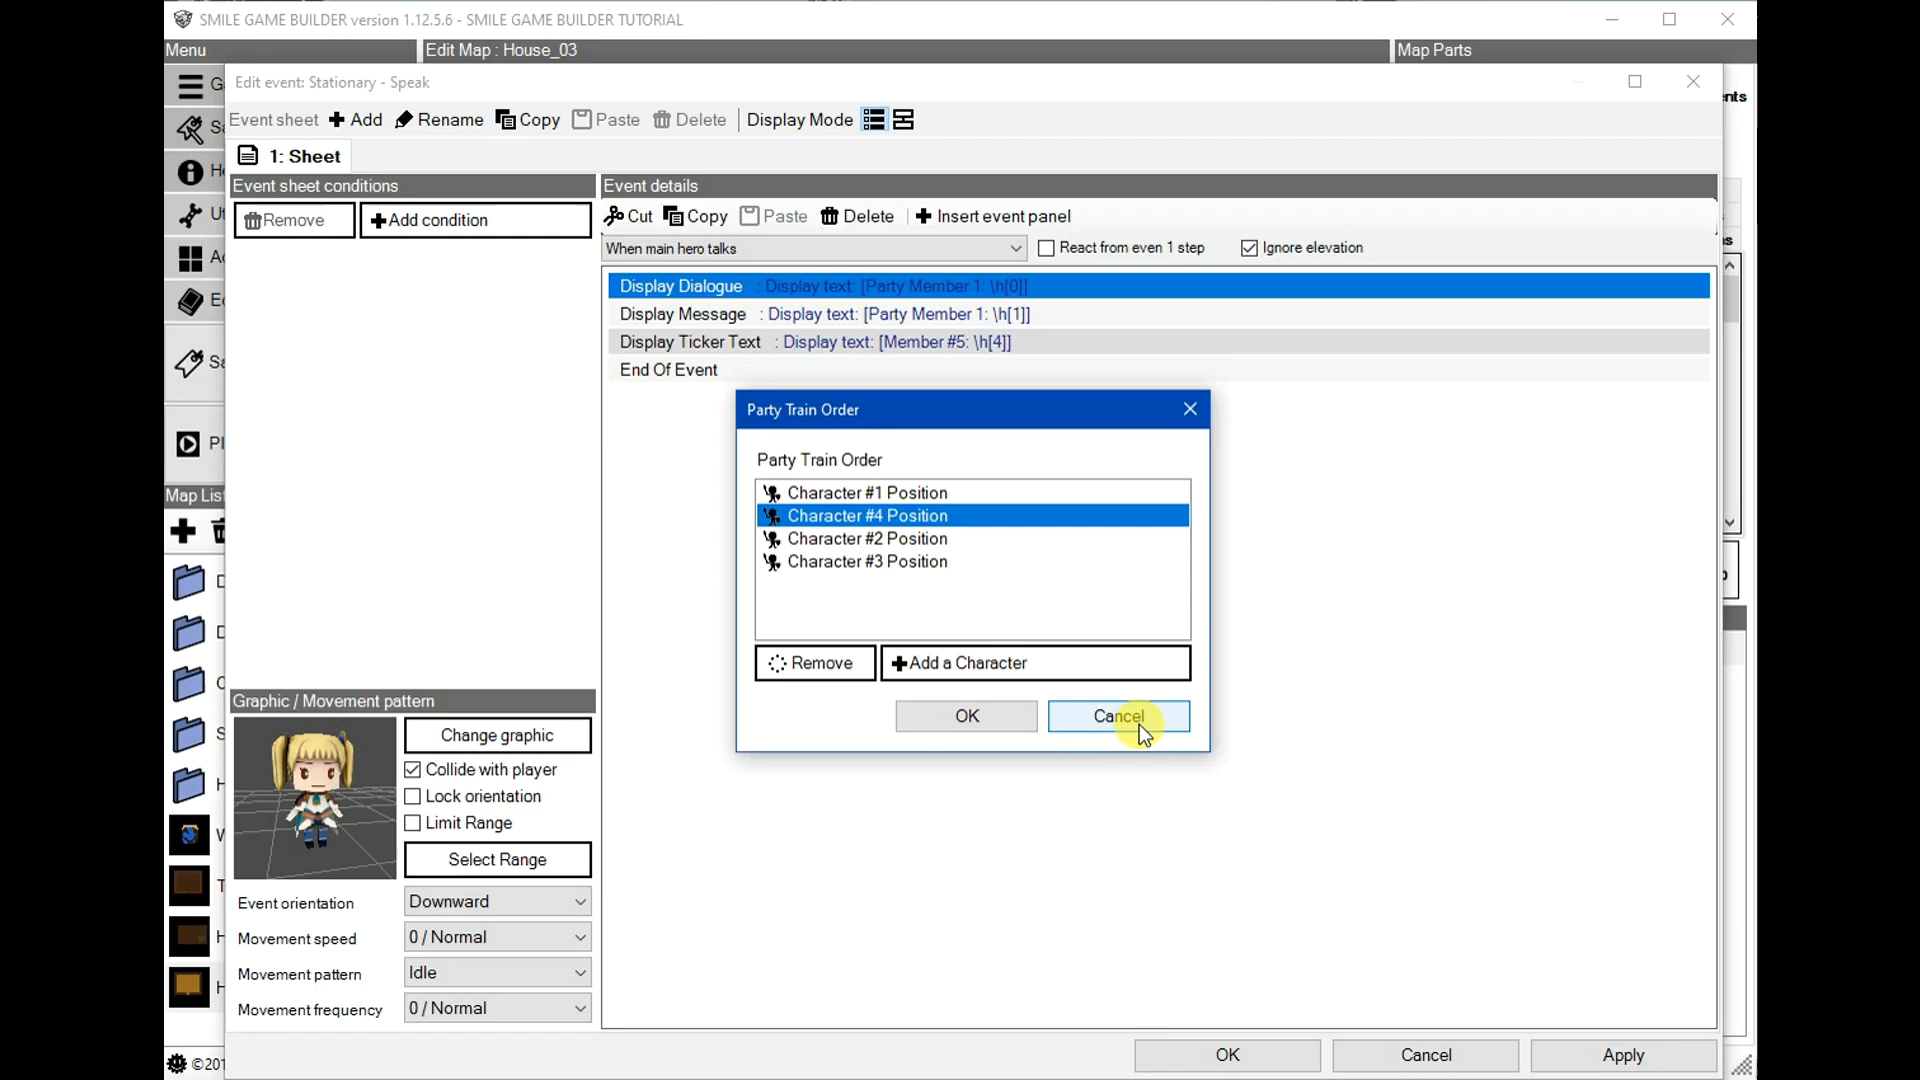 SMILE GAME BUILDER version 1.12.5.6 - SMILE GAME BUILDER TUTORIAL
Menu
Edit Map : House_03
Map Parts
Edit event: Stationary - Speak
Event sheet Add Rename Copy Paste Delete Display Mode
1: Sheet
Event sheet conditions
Remove Add condition
Event details
Cut Copy Paste Delete Insert event panel
When main hero talks React from even 1 step Ignore elevation
Display Dialogue : Display text: [Party Member 1: \h[0]]
Display Message : Display text: [Party Member 1: \h[1]]
Display Ticker Text : Display text: [Member #5: \h[4]]
End Of Event
Party Train Order
Party Train Order
Character #1 Position
Character #4 Position
Character #2 Position
Character #3 Position
Remove Add a Character
OK Cancel
Map Lis
Graphic / Movement pattern
Change graphic
Collide with player
Lock orientation
Limit Range
Select Range
Event orientation Downward
Movement speed 0 / Normal
Movement pattern Idle
Movement frequency 0 / Normal
OK Cancel Apply
©201